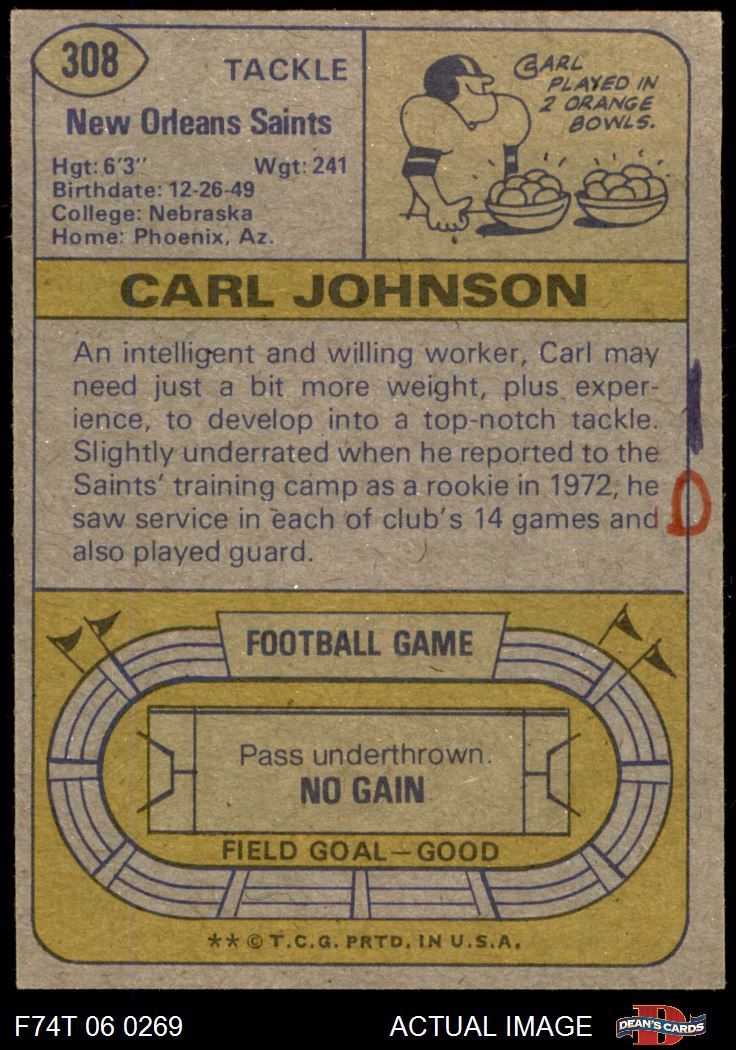 308
TACKLE
New Orleans Saints
Hgt: 6'3" Wgt: 241
Birthdate: 12-26-49
College: Nebraska
Home: Phoenix, Az.
CARL
PLAYED IN
2 ORANGE
BOWLS.
CARL JOHNSON
An intelligent and willing worker, Carl may
need just a bit more weight, plus exper-
ience, to develop into a top-notch tackle.
Slightly underrated when he reported to the
Saints' training camp as a rookie in 1972, he
saw service in each of club's 14 games and
also played guard.
FOOTBALL GAME
Pass underthrown.
NO GAIN
FIELD GOAL—GOOD
** © T.C.G. PRTD. IN U.S.A.
F74T 06 0269 ACTUAL IMAGE
D
DEAN'S CARDS